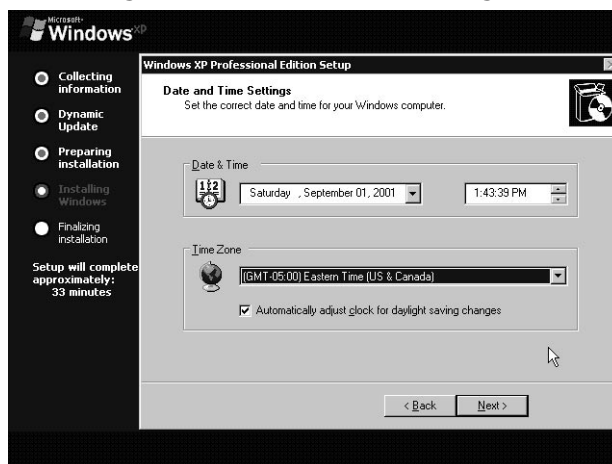 Microsoft
Windows xp
Collecting
information
Dynamic
Update
Preparing
installation
Installing
Windows
Finalizing
installation
Setup will complete
approximately:
33 minutes
Windows XP Professional Edition Setup
Date and Time Settings
Set the correct date and time for your Windows computer.
Date & Time
Saturday , September 01, 2001
1:43:39 PM
Time Zone
(GMT-05:00) Eastern Time (US & Canada)
Automatically adjust clock for daylight saving changes
< Back
Next >